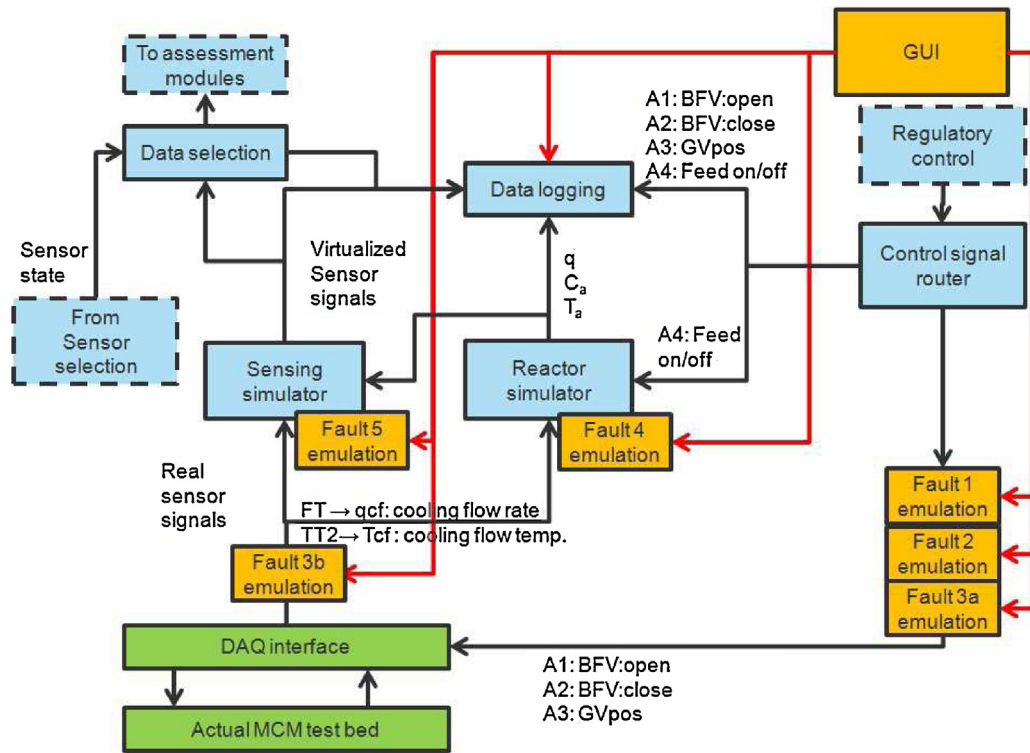 To assessment
modules
GUI
A1: BFV:open
A2: BFV:close
A3: GVpos
A4: Feed on/off
Regulatory
control
Data selection
Data logging
Sensor
state
Virtualized
Sensor
signals
q
Ca
Ta
Control signal
router
From
Sensor
selection
Sensing
simulator
Reactor
simulator
A4: Feed
on/off
Fault 5
emulation
Fault 4
emulation
Real
sensor
signals
FT → qcf: cooling flow rate
TT2→ Tcf: cooling flow temp.
Fault 1
emulation
Fault 2
emulation
Fault 3a
emulation
Fault 3b
emulation
DAQ interface
A1: BFV:open
A2: BFV:close
A3: GVpos
Actual MCM test bed